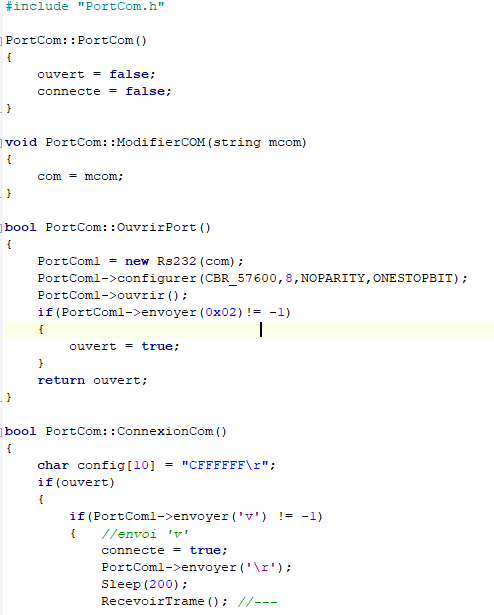 #include "PortCom.h"
PortCom::PortCom()
{
ouvert = false;
connecte = false;
}
void PortCom::ModifierCOM(string mcom)
{
com = mcom;
}
bool PortCom::OuvrirPort()
{
PortCom1 = new Rs232(com);
PortCom1->configurer(CBR_57600,8,NOPARITY,ONESTOPBIT);
PortCom1->ouvrir();
if(PortCom1->envoyer(0x02)!= -1)
{
ouvert = true;
}
return ouvert;
}
bool PortCom::ConnexionCom()
{
char config[10] = "CFFFFFF\r";
if(ouvert)
{
if(PortCom1->envoyer('v') != -1)
{ //envoi 'v'
connecte = true;
PortCom1->envoyer('\r');
Sleep(200);
RecevoirTrame(); //---